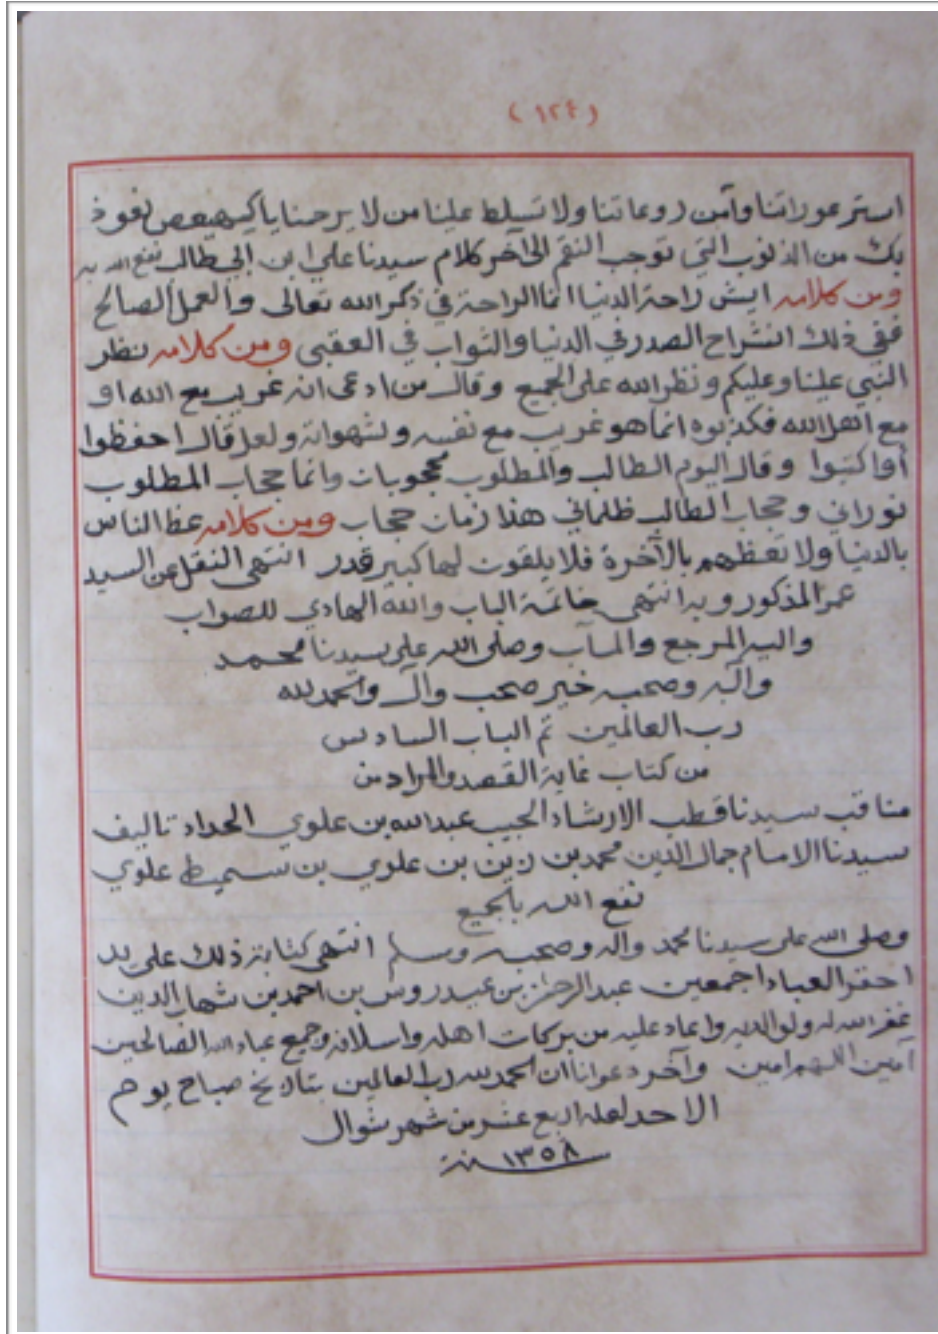 (١٢٤)
استر عوراتنا وآمن روعاتنا ولا تسلط علينا من لا يرحمنا يا كهيعص نعوذ
بك من الذنوب التي توجب النقم الى آخر كلام سيدنا علي ابن ابي طالب نفع الله به
ومن كلامه ايش راحة الدنيا انما الراحة في ذكر الله تعالى والعمل الصالح
ففي ذلك انشراح الصدر في الدنيا والثواب في العقبى ومن كلامه نظر
النبي علينا وعليكم ونظر الله على الجميع وقال من ادعى انه غريب مع الله او
مع اهل الله فكذبوه انما هو غريب مع نفسه وشهواته ولعل قال احفظوا
أو اكتبوا وقال اليوم الطالب والمطلوب محجوبات وانما حجاب المطلوب
نوراني وحجاب الطالب ظلماني هذا زمان حجاب ومن كلامه عظ الناس
بالدنيا ولا تعظهم بالآخرة فلا يلقون لها كبير قدر انتهى النقل عن السيد
عمر المذكور وبه انتهى خاتمة الباب والله الهادي للصواب
واليه المرجع والمآب وصلى الله على سيدنا محمد
وآله وصحبه خير صحب وآل والحمد لله
رب العالمين تم الباب السادس
من كتاب غاية القصد والمراد من
مناقب سيدنا قطب الارشاد الحبيب عبد الله بن علوي الحداد تاليف
سيدنا الامام جمال الدين محمد بن زين بن علوي بن سميط علوي
نفع الله بالجميع
وصلى الله على سيدنا محمد واله وصحبه وسلم انتهى كتابة ذلك على يد
احقر العباد اجمعين عبد الرحمن بن عيدروس بن احمد بن شهاب الدين
غفر الله له ولوالديه واعاد عليه من بركات اهله واسلافه وجميع عباد الله الصالحين
آمين اللهم امين وآخر دعوانا ان الحمد لله رب العالمين بتاريخ صباح يوم
الاحد لعله اربع عشر من شهر شوال
سنة ١٣٥٨